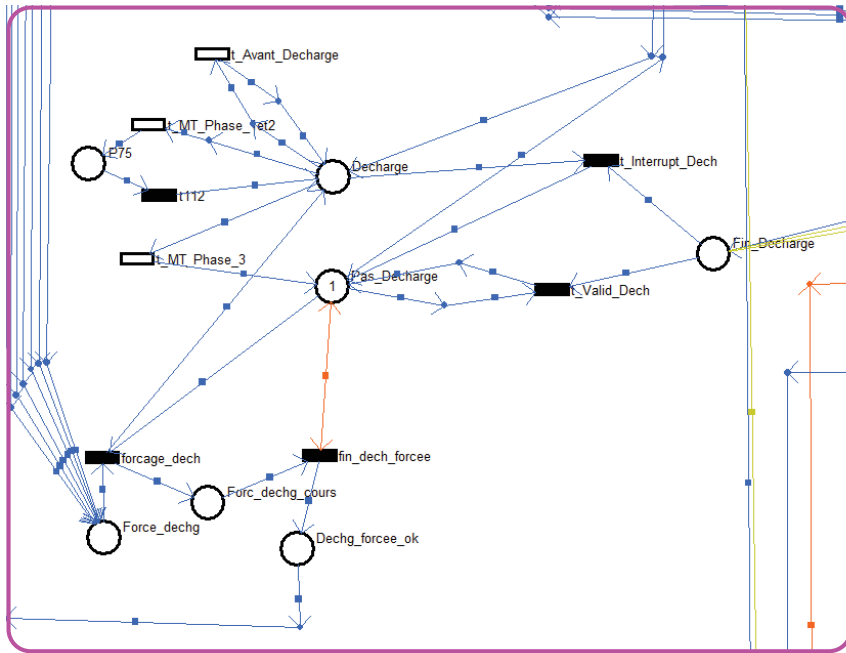 t_Avant_Decharge
t_MT_Phase_1et2
P75
Decharge
t_Interrupt_Dech
t112
Fin_Decharge
t_MT_Phase_3
Pas_Decharge
1
t_Valid_Dech
forcage_dech
fin_dech_forcee
Forc_dechg_cours
Force_dechg
Dechg_forcee_ok